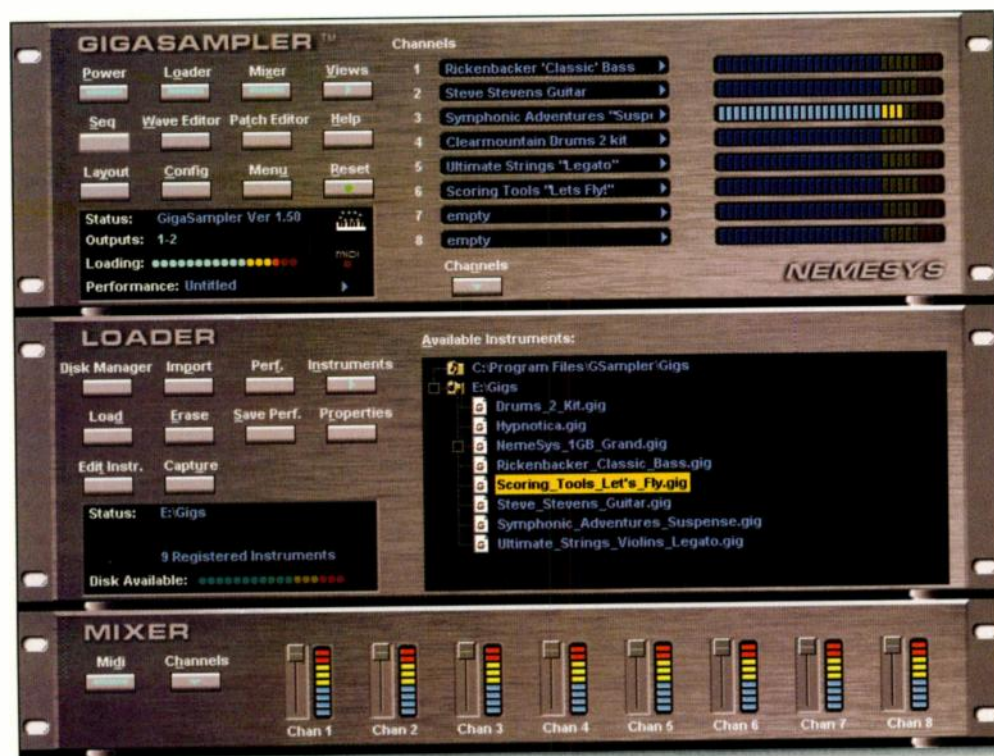 GIGASAMPLER™
Channels
Power Loader Mixer Views
Seq Wave Editor Patch Editor Help
Layout Config Menu Reset
Status: GigaSampler Ver 1.50
Outputs: 1-2
Loading:
MIDI
Performance: Untitled
1 Rickenbacker 'Classic' Bass
2 Steve Stevens Guitar
3 Symphonic Adventures "Susp
4 Clearmountain Drums 2 kit
5 Ultimate Strings "Legato"
6 Scoring Tools "Lets Fly!"
7 empty
8 empty
Channels
NEMESYS
LOADER
Disk Manager Import Perf. Instruments
Load Erase Save Perf. Properties
Edit Instr. Capture
Status: E:\Gigs
9 Registered Instruments
Disk Available:
Available Instruments:
C:\Program Files\GSampler\Gigs
E:\Gigs
Drums_2_Kit.gig
Hypnotica.gig
NemeSys_1GB_Grand.gig
Rickenbacker_Classic_Bass.gig
Scoring_Tools_Let's_Fly.gig
Steve_Stevens_Guitar.gig
Symphonic_Adventures_Suspense.gig
Ultimate_Strings_Violins_Legato.gig
MIXER
Midi Channels
Chan 1 Chan 2 Chan 3 Chan 4 Chan 5 Chan 6 Chan 7 Chan 8